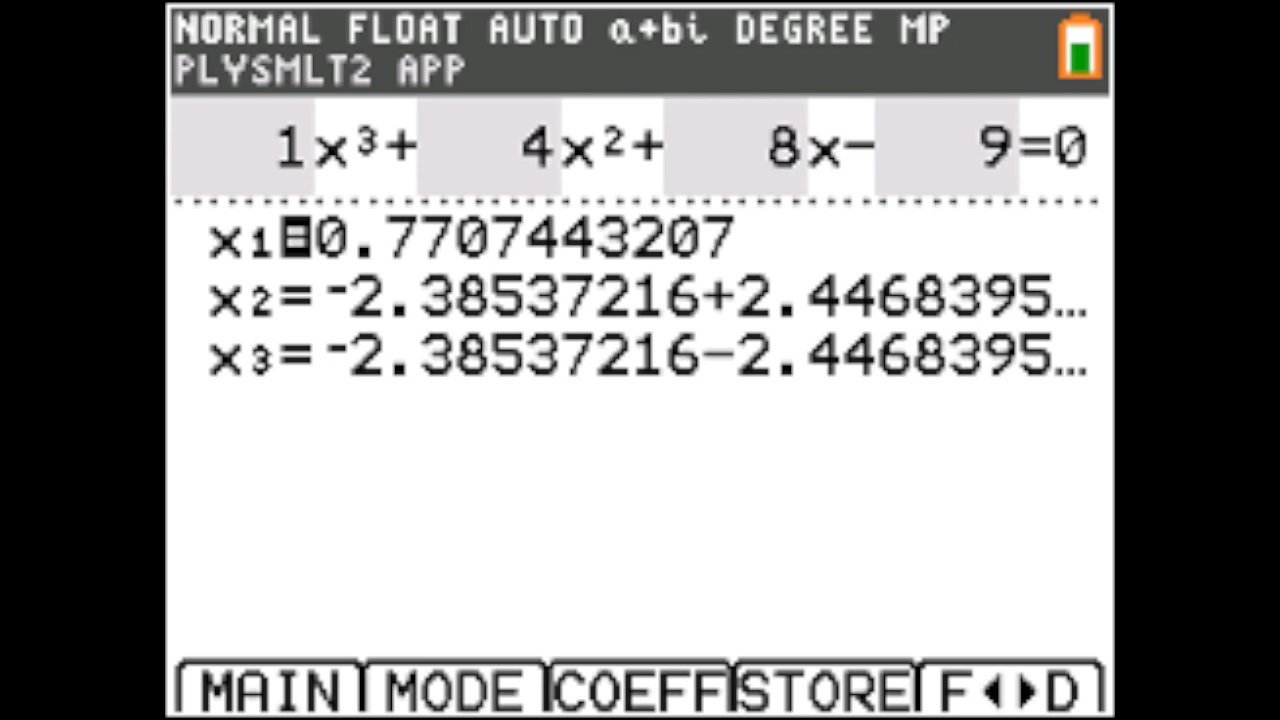 NORMAL FLOAT AUTO a+bi DEGREE MP
PLYSMLT2 APP
1x³+ 4x²+ 8x− 9=0
x₁=0.7707443207
x₂=-2.38537216+2.4468395…
x₃=-2.38537216−2.4468395…
MAIN MODE COEFF STORE F◄►D